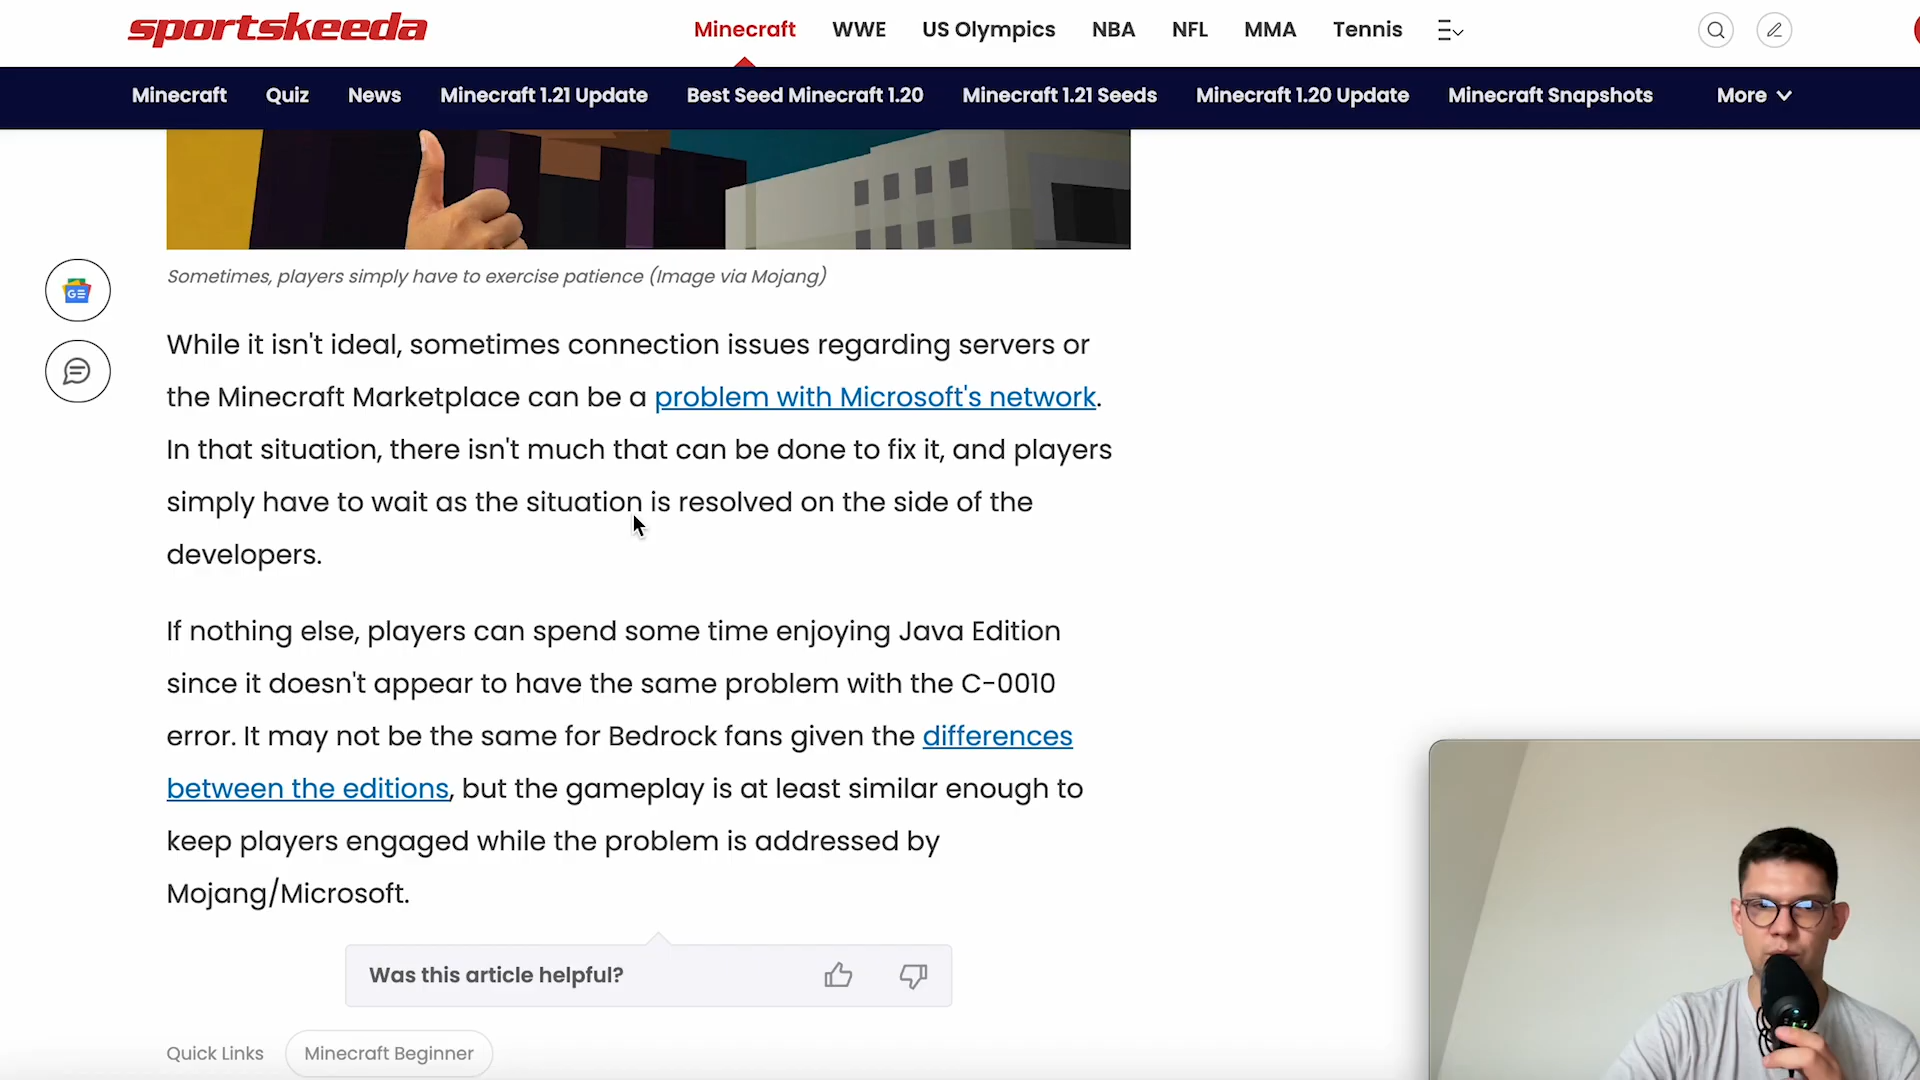 sportskeeda
Minecraft WWE US Olympics NBA NFL MMA Tennis
Minecraft Quiz News Minecraft 1.21 Update Best Seed Minecraft 1.20 Minecraft 1.21 Seeds Minecraft 1.20 Update Minecraft Snapshots More
Sometimes, players simply have to exercise patience (Image via Mojang)
GE
While it isn't ideal, sometimes connection issues regarding servers or
the Minecraft Marketplace can be a problem with Microsoft's network.
In that situation, there isn't much that can be done to fix it, and players
simply have to wait as the situation is resolved on the side of the
developers.
If nothing else, players can spend some time enjoying Java Edition
since it doesn't appear to have the same problem with the C-0010
error. It may not be the same for Bedrock fans given the differences
between the editions, but the gameplay is at least similar enough to
keep players engaged while the problem is addressed by
Mojang/Microsoft.
Was this article helpful?
Quick Links Minecraft Beginner